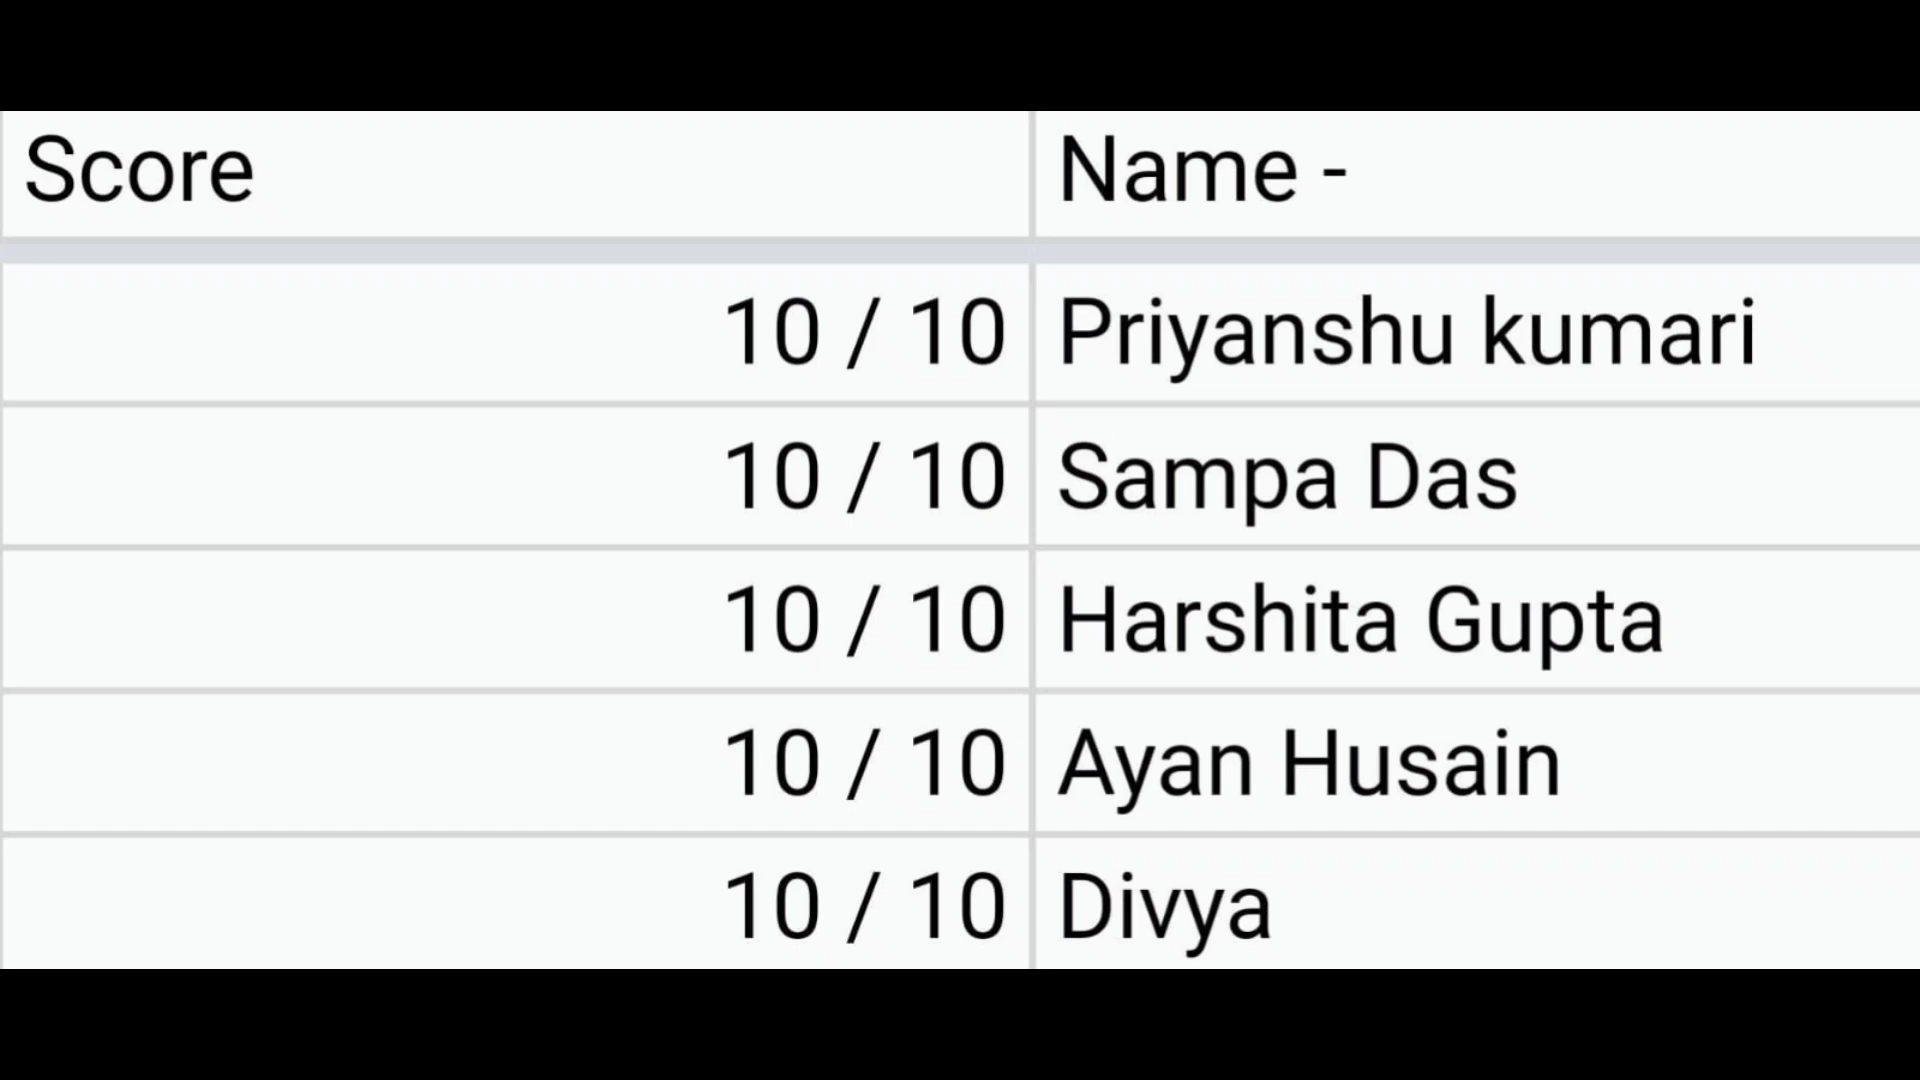 Score Name -
10 / 10 Priyanshu kumari
10 / 10 Sampa Das
10 / 10 Harshita Gupta
10 / 10 Ayan Husain
10 / 10 Divya